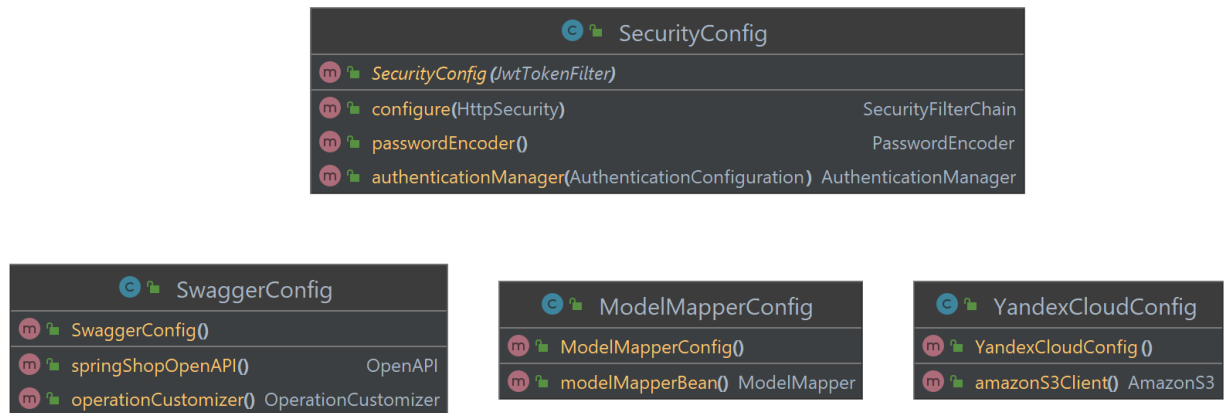 SecurityConfig
SecurityConfig(JwtTokenFilter)
configure(HttpSecurity) SecurityFilterChain
passwordEncoder() PasswordEncoder
authenticationManager(AuthenticationConfiguration) AuthenticationManager
SwaggerConfig
SwaggerConfig()
springShopOpenAPI() OpenAPI
operationCustomizer() OperationCustomizer
ModelMapperConfig
ModelMapperConfig()
modelMapperBean() ModelMapper
YandexCloudConfig
YandexCloudConfig()
amazonS3Client() AmazonS3